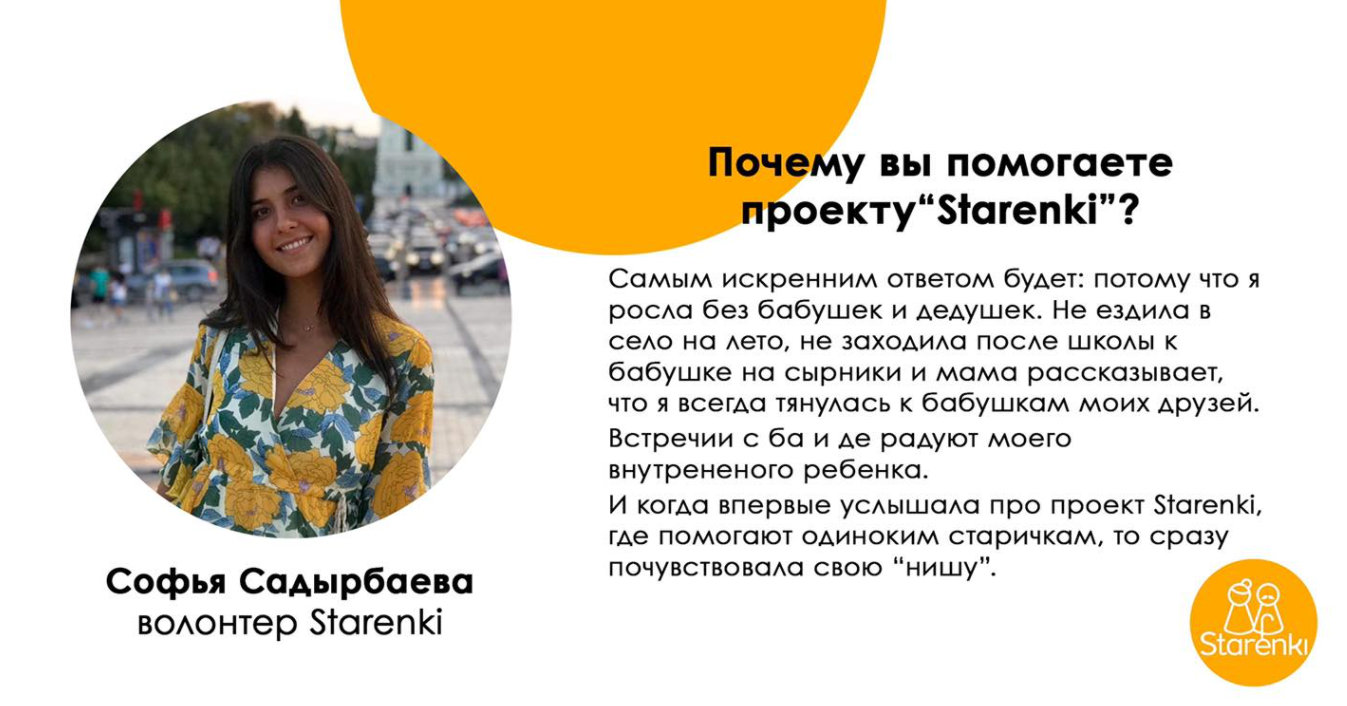 Почему вы помогаете
проекту“Starenki”?
Самым искренним ответом будет: потому что я
росла без бабушек и дедушек. Не ездила в
село на лето, не заходила после школы к
бабушке на сырники и мама рассказывает,
что я всегда тянулась к бабушкам моих друзей.
Встречии с ба и де радуют моего
внутрененого ребенка.
И когда впервые услышала про проект Starenki,
где помогают одиноким старичкам, то сразу
почувствовала свою “нишу”.
Софья Садырбаева
волонтер Starenki
Starenki